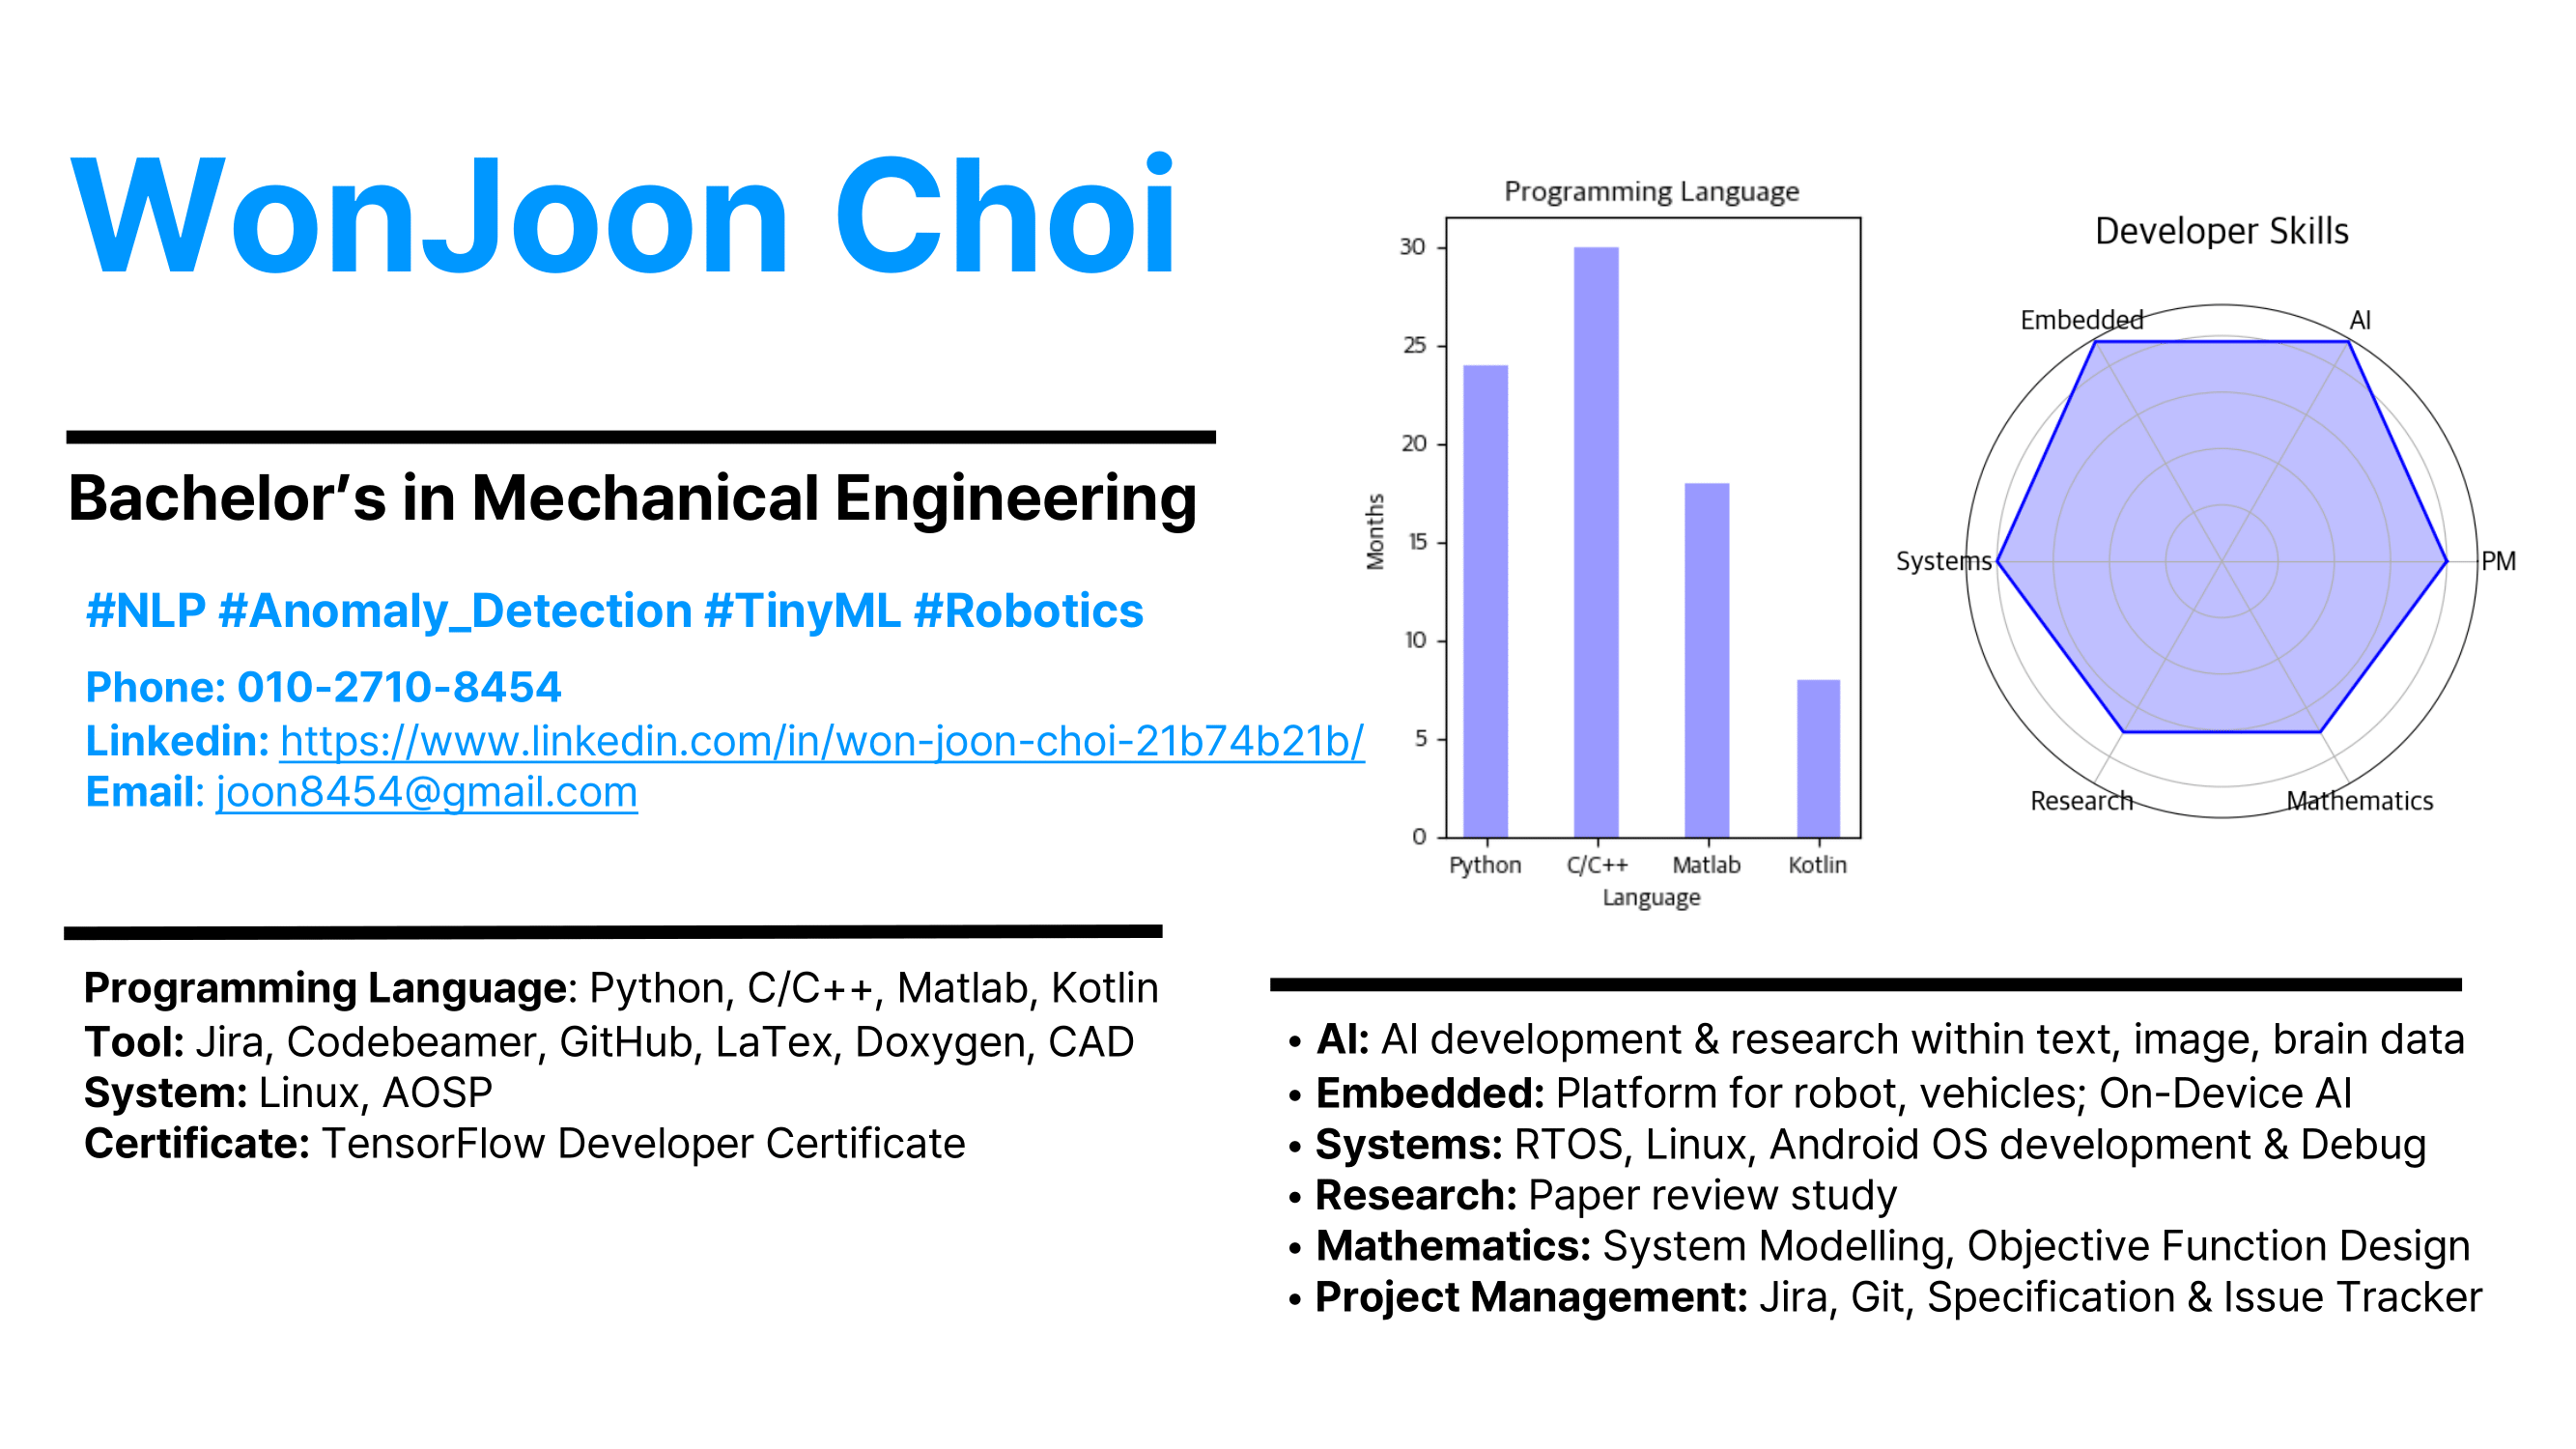 WonJoon Choi
Bachelor’s in Mechanical Engineering
#NLP #Anomaly_Detection #TinyML #Robotics
Phone: 010-2710-8454
Linkedin: https://www.linkedin.com/in/won-joon-choi-21b74b21b/
Email: joon8454@gmail.com
Programming Language: Python, C/C++, Matlab, Kotlin
Tool: Jira, Codebeamer, GitHub, LaTex, Doxygen, CAD
System: Linux, AOSP
Certificate: TensorFlow Developer Certificate
Programming Language
30
25
20
15
10
5
0
Months
Python C/C++ Matlab Kotlin
Language
Developer Skills
Embedded AI
Systems PM
Research Mathematics
• AI: AI development & research within text, image, brain data
• Embedded: Platform for robot, vehicles; On-Device AI
• Systems: RTOS, Linux, Android OS development & Debug
• Research: Paper review study
• Mathematics: System Modelling, Objective Function Design
• Project Management: Jira, Git, Specification & Issue Tracker